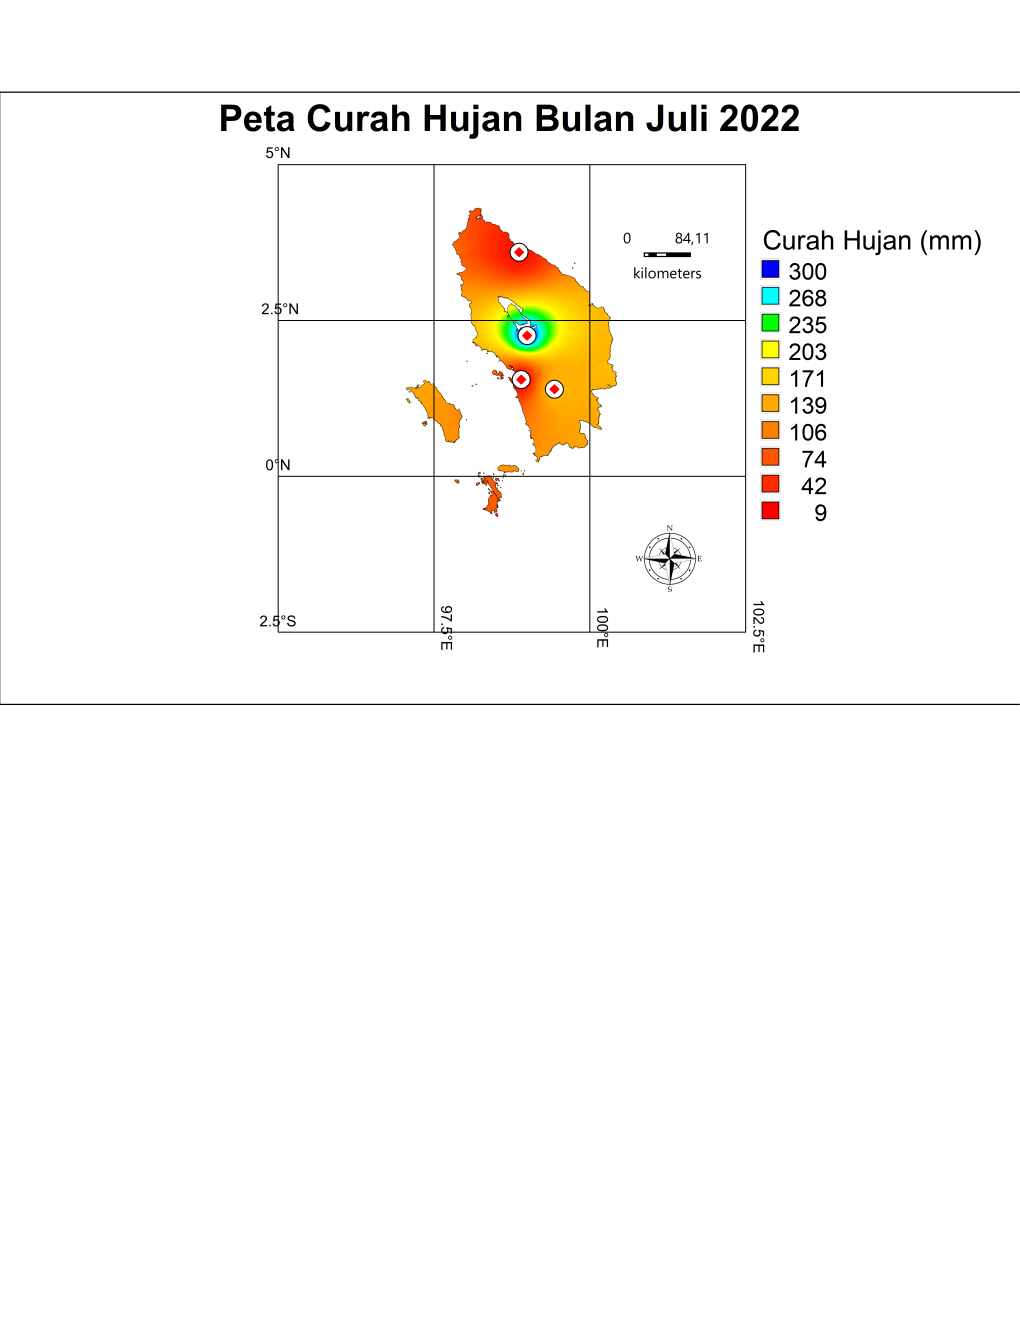 Peta Curah Hujan Bulan Juli 2022
5°N
0 84,11
kilometers
Curah Hujan (mm)
300
268
235
203
171
139
106
74
42
9
2.5°N
0°N
2.5°S
97.5°E
100°E
102.5°E
N
W E
S